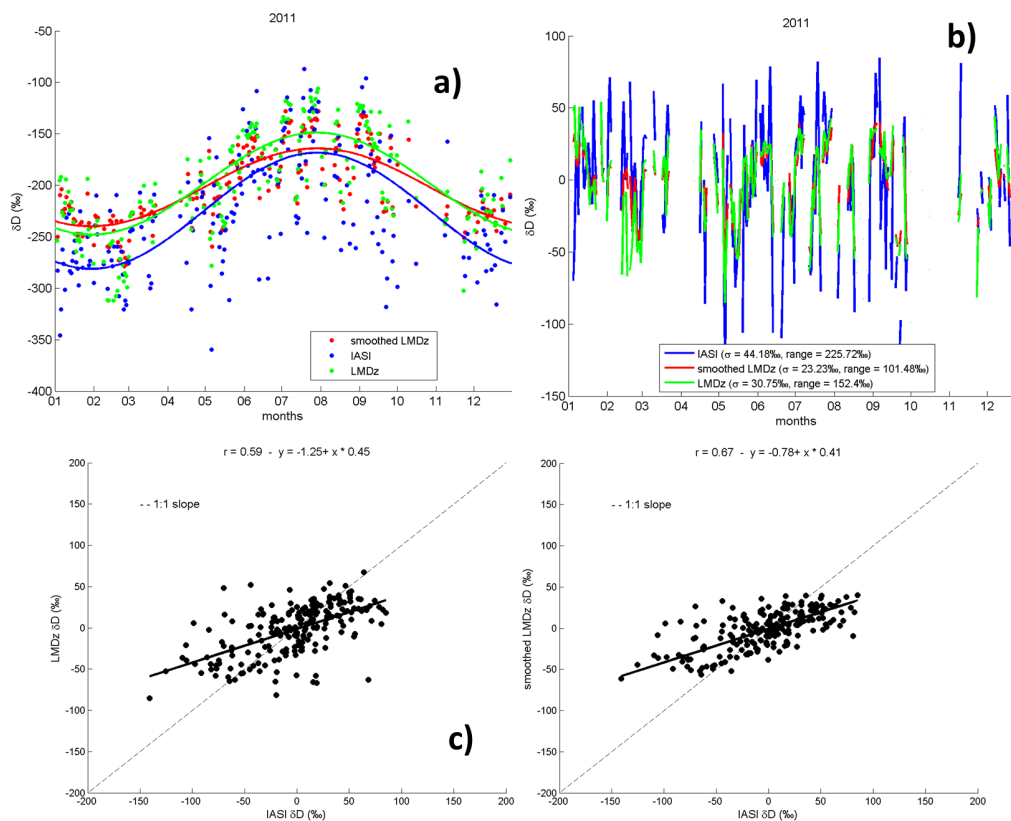 2011
a)
δD (‰)
-50
-100
-150
-200
-250
-300
-350
-400
smoothed LMDz
IASI
LMDz
01 02 03 04 05 06 07 08 09 10 11 12
months
2011
b)
δD (‰)
100
50
0
-50
-100
-150
IASI (σ = 44.18‰, range = 225.72‰)
smoothed LMDz (σ = 23.23‰, range = 101.48‰)
LMDz (σ = 30.75‰, range = 152.4‰)
01 02 03 04 05 06 07 08 09 10 11 12
months
r = 0.59 - y = -1.25+ x * 0.45
LMDz δD (‰)
200
150
100
50
0
-50
-100
-150
-200
-- 1:1 slope
c)
-200 -150 -100 -50 0 50 100 150 200
IASI δD (‰)
r = 0.67 - y = -0.78+ x * 0.41
smoothed LMDz δD (‰)
200
150
100
50
0
-50
-100
-150
-200
-- 1:1 slope
-200 -150 -100 -50 0 50 100 150 200
IASI δD (‰)